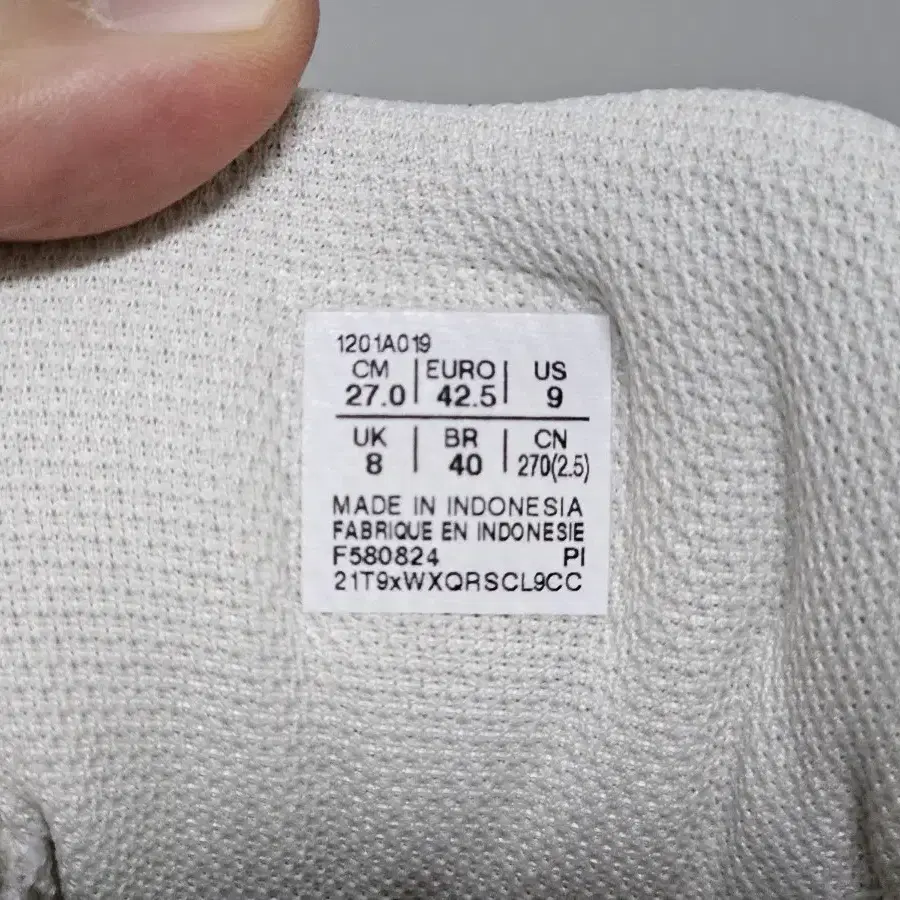 1201A019
CM | EURO | US
27.0 | 42.5 | 9
UK | BR | CN
8 | 40 | 270(2.5)
MADE IN INDONESIA
FABRIQUE EN INDONESIE
F580824 PI
21T9xWXQRSCL9CC